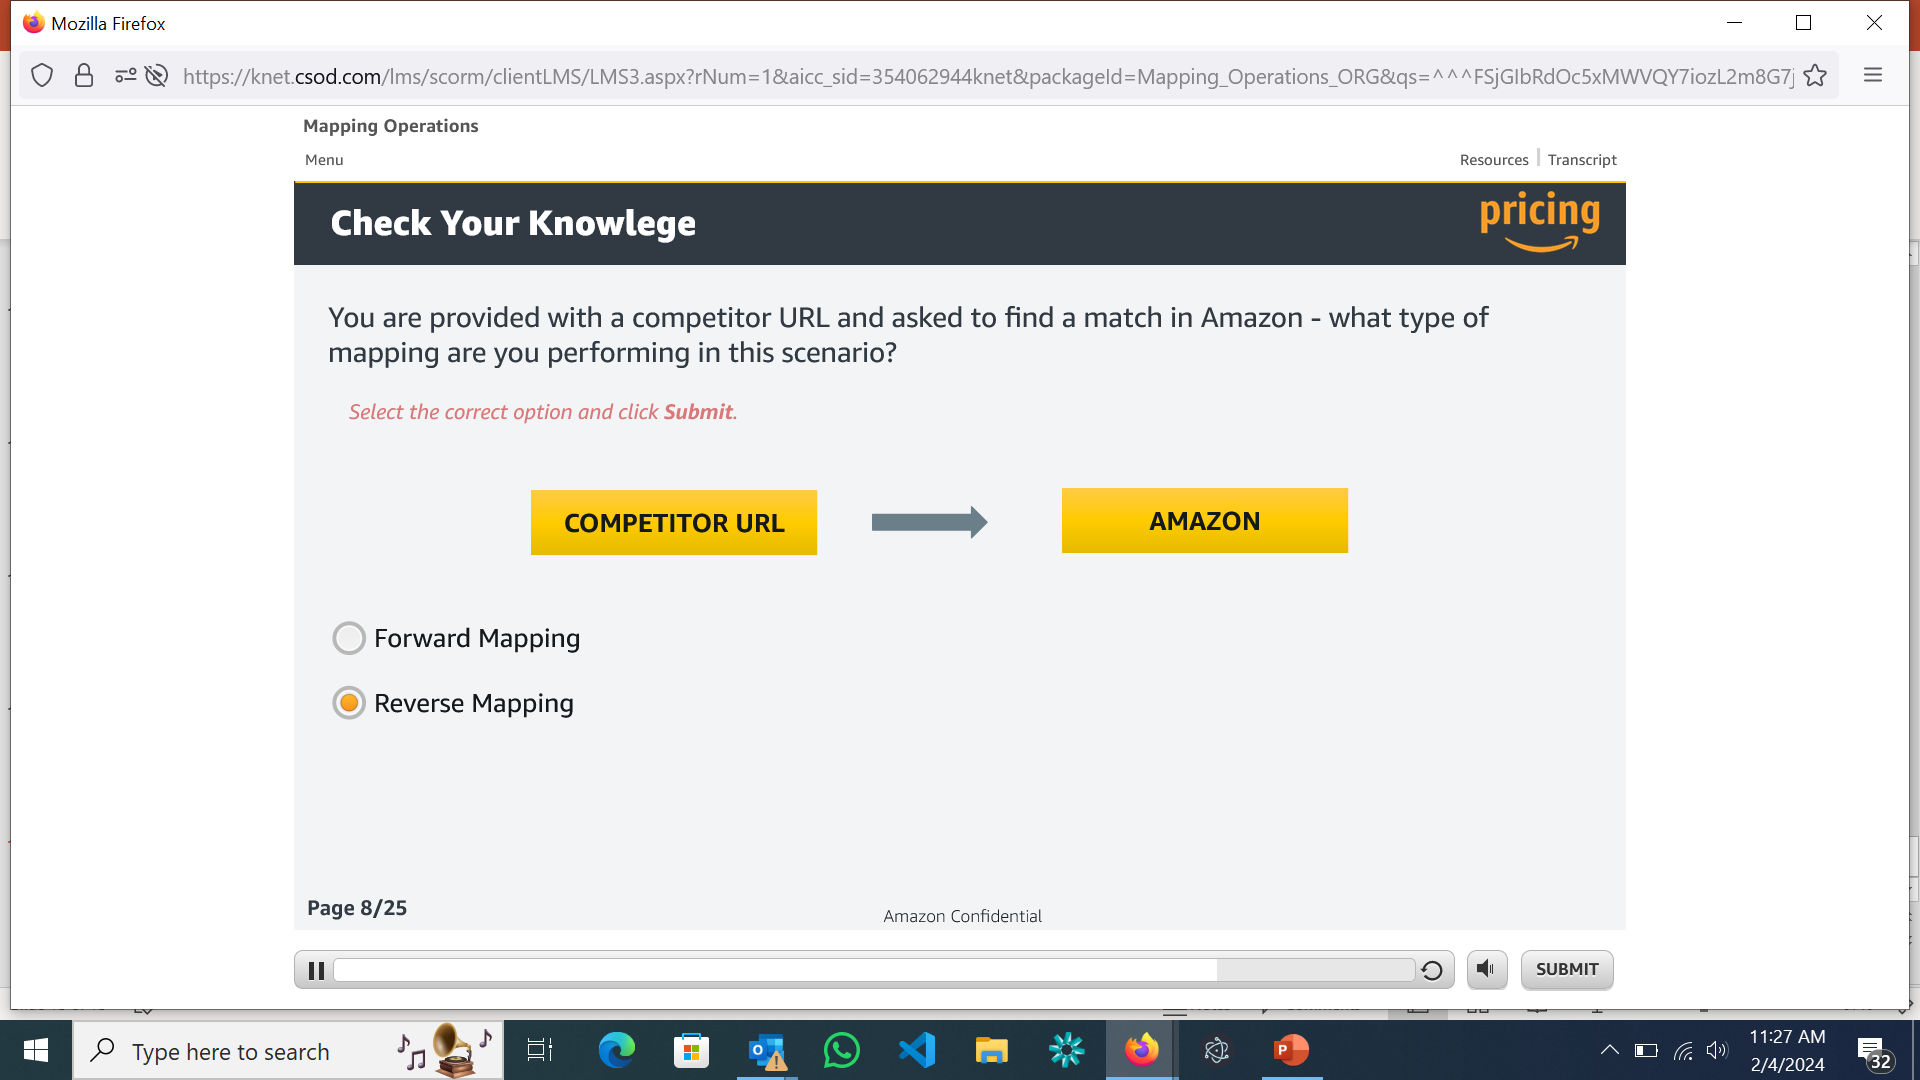 Mozilla Firefox
https://knet.csod.com/lms/scorm/clientLMS/LMS3.aspx?rNum=1&aicc_sid=354062944knet&packageId=Mapping_Operations_ORG&qs=^^^FSjGIbRdOc5xMWVQY7iozL2m8G7j
Mapping Operations
Menu
Resources
Transcript
Check Your Knowlege
pricing
You are provided with a competitor URL and asked to find a match in Amazon - what type of
mapping are you performing in this scenario?
Select the correct option and click Submit.
COMPETITOR URL
AMAZON
Forward Mapping
Reverse Mapping
Page 8/25
Amazon Confidential
SUBMIT
Type here to search
11:27 AM
2/4/2024
32